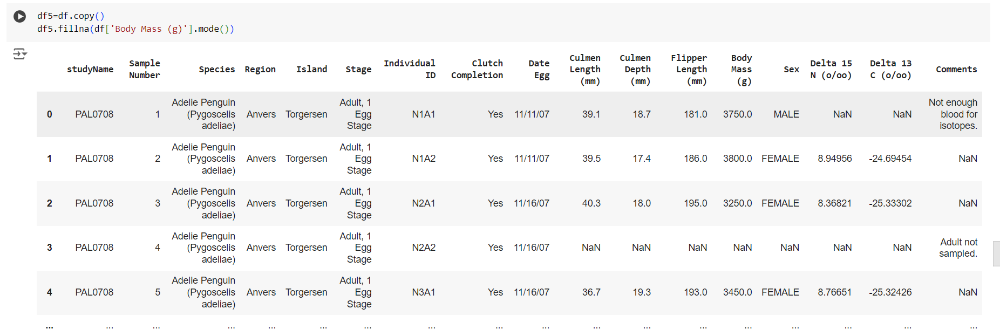 df5=df.copy()
df5.fillna(df['Body Mass (g)'].mode())
studyName Sample Number Species Region Island Stage Individual ID Clutch Completion Date Egg Culmen Length (mm) Culmen Depth (mm) Flipper Length (mm) Body Mass (g) Sex Delta 15 N (o/oo) Delta 13 C (o/oo) Comments
0 PAL0708 1 Adelie Penguin (Pygoscelis adeliae) Anvers Torgersen Adult, 1 Egg Stage N1A1 Yes 11/11/07 39.1 18.7 181.0 3750.0 MALE NaN NaN Not enough blood for isotopes.
1 PAL0708 2 Adelie Penguin (Pygoscelis adeliae) Anvers Torgersen Adult, 1 Egg Stage N1A2 Yes 11/11/07 39.5 17.4 186.0 3800.0 FEMALE 8.94956 -24.69454 NaN
2 PAL0708 3 Adelie Penguin (Pygoscelis adeliae) Anvers Torgersen Adult, 1 Egg Stage N2A1 Yes 11/16/07 40.3 18.0 195.0 3250.0 FEMALE 8.36821 -25.33302 NaN
3 PAL0708 4 Adelie Penguin (Pygoscelis adeliae) Anvers Torgersen Adult, 1 Egg Stage N2A2 Yes 11/16/07 NaN NaN NaN NaN NaN NaN NaN Adult not sampled.
4 PAL0708 5 Adelie Penguin (Pygoscelis adeliae) Anvers Torgersen Adult, 1 Egg Stage N3A1 Yes 11/16/07 36.7 19.3 193.0 3450.0 FEMALE 8.76651 -25.32426 NaN
... ... ... ... ... ... ... ... ... ... ... ... ... ... ... ... ... ...